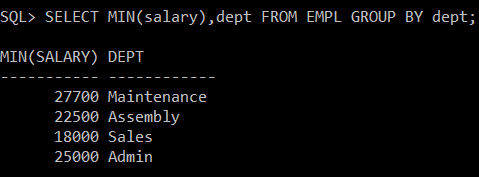 SQL> SELECT MIN(salary),dept FROM EMPL GROUP BY dept;
MIN(SALARY) DEPT
----------- ------------
27700 Maintenance
22500 Assembly
18000 Sales
25000 Admin